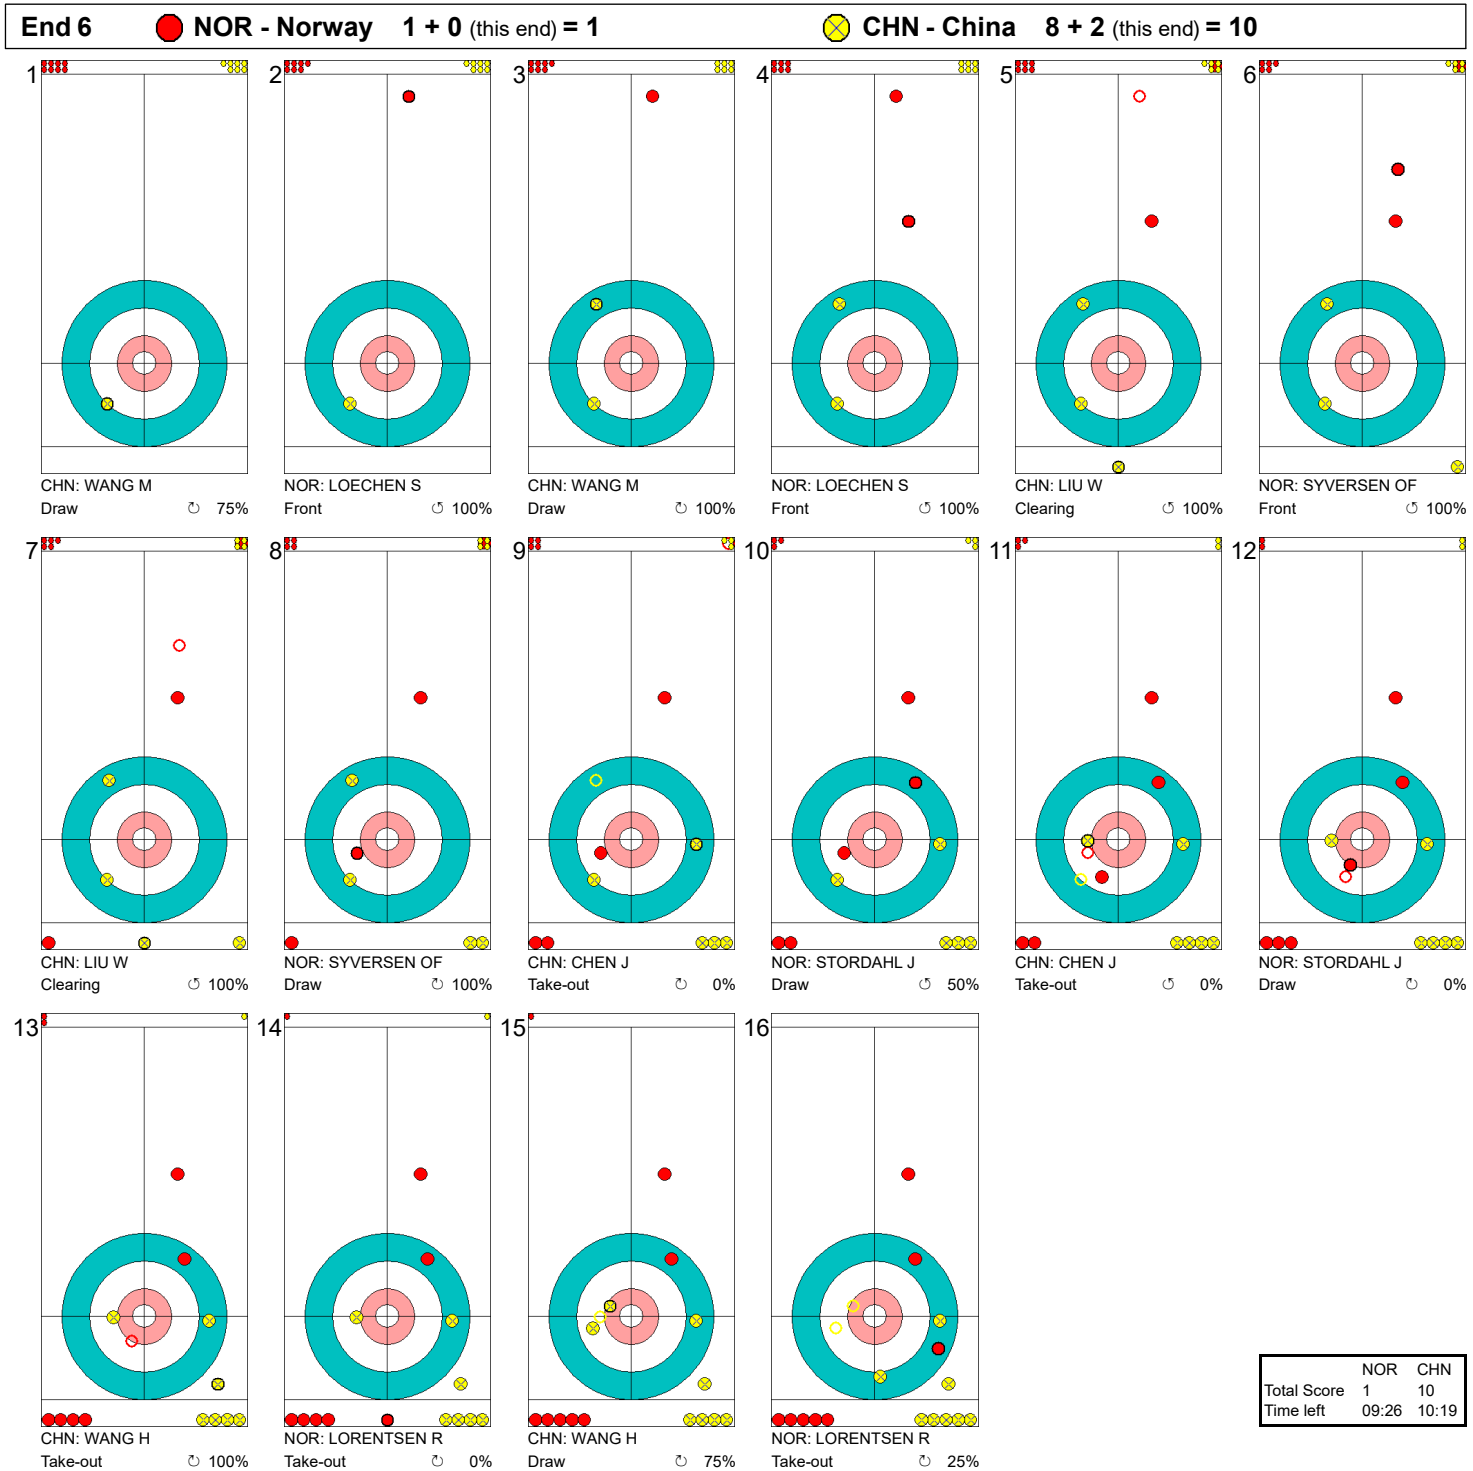 End 6 NOR - Norway 1 + 0 (this end) = 1 CHN - China 8 + 2 (this end) = 10
1 2 3 4 5 6
CHN: WANG M NOR: LOECHEN S CHN: WANG M NOR: LOECHEN S CHN: LIU W NOR: SYVERSEN OF
Draw ↻ 75% Front ↺ 100% Draw ↻ 100% Front ↺ 100% Clearing ↺ 100% Front ↺ 100%
7 8 9 10 11 12
CHN: LIU W NOR: SYVERSEN OF CHN: CHEN J NOR: STORDAHL J CHN: CHEN J NOR: STORDAHL J
Clearing ↺ 100% Draw ↺ 100% Take-out ↻ 0% Draw ↺ 50% Take-out ↺ 0% Draw ↻ 0%
13 14 15 16
CHN: WANG H NOR: LORENTSEN R CHN: WANG H NOR: LORENTSEN R
Take-out ↻ 100% Take-out ↻ 0% Draw ↻ 75% Take-out ↻ 25%
NOR CHN
Total Score 1 10
Time left 09:26 10:19